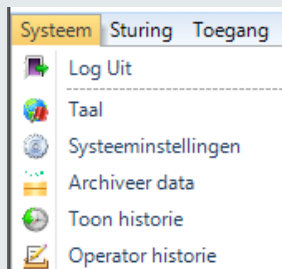 Systeem Sturing Toegang
Log Uit
Taal
Systeeminstellingen
Archiveer data
Toon historie
Operator historie